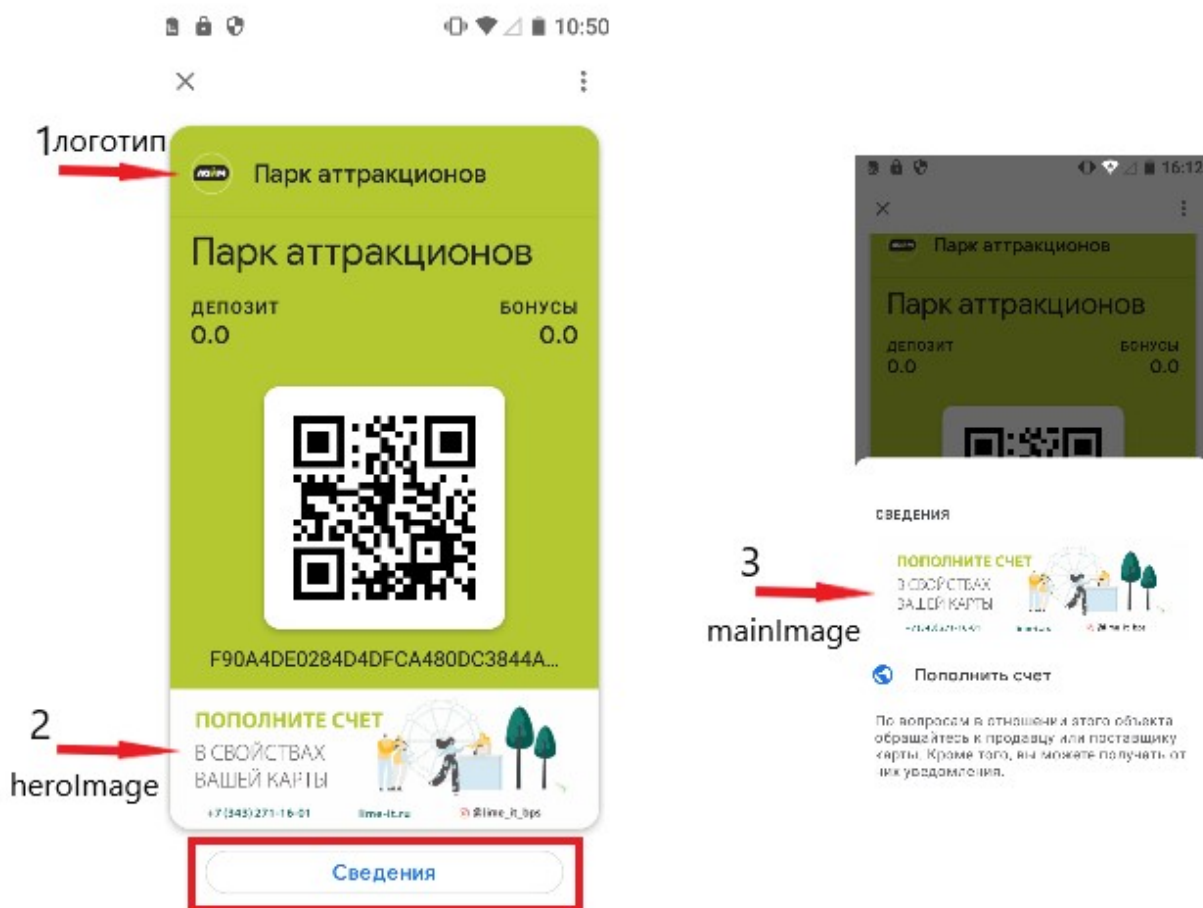 10:50
1 логотип
ЛАЙМ Парк аттракционов
Парк аттракционов
ДЕПОЗИТ БОНУСЫ
0.0 0.0
F90A4DE0284D4DFCA480DC3844A...
2
heroImage
ПОПОЛНИТЕ СЧЕТ
В СВОЙСТВАХ
ВАШЕЙ КАРТЫ
+7 (343) 271-16-01 lime-it.ru @lime_it_bps
Сведения
16:12
Парк аттракционов
Парк аттракционов
ДЕПОЗИТ БОНУСЫ
0.0 0.0
СВЕДЕНИЯ
3
mainImage
ПОПОЛНИТЕ СЧЕТ
В СВОЙСТВАХ
ВАШЕЙ КАРТЫ
Пополнить счет
По вопросам в отношении этого объекта
обращайтесь к продавцу или поставщику
карты. Кроме того, вы можете получать от
них уведомления.